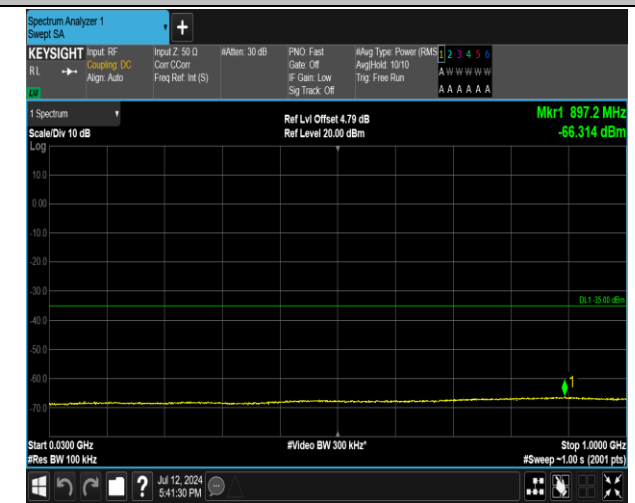 Spectrum Analyzer 1
Swept SA
+
KEYSIGHT
RL
Input: RF
Coupling: DC
Align: Auto
Input Z: 50 Ω
Corr CCorr
Freq Ref: Int (S)
#Atten: 30 dB
PNO: Fast
Gate: Off
IF Gain: Low
Sig Track: Off
#Avg Type: Power (RMS
Avg|Hold: 10/10
Trig: Free Run
1 2 3 4 5 6
A W W W W W
A A A A A A
1 Spectrum
Scale/Div 10 dB
Log
Ref Lvl Offset 4.79 dB
Ref Level 20.00 dBm
Mkr1 897.2 MHz
-66.314 dBm
10.0
0.00
-10.0
-20.0
-30.0
DL1 -35.00 dBm
-40.0
-50.0
-60.0
1
-70.0
Start 0.0300 GHz
#Res BW 100 kHz
#Video BW 300 kHz*
Stop 1.0000 GHz
#Sweep ~1.00 s (2001 pts)
?
Jul 12, 2024
5:41:30 PM